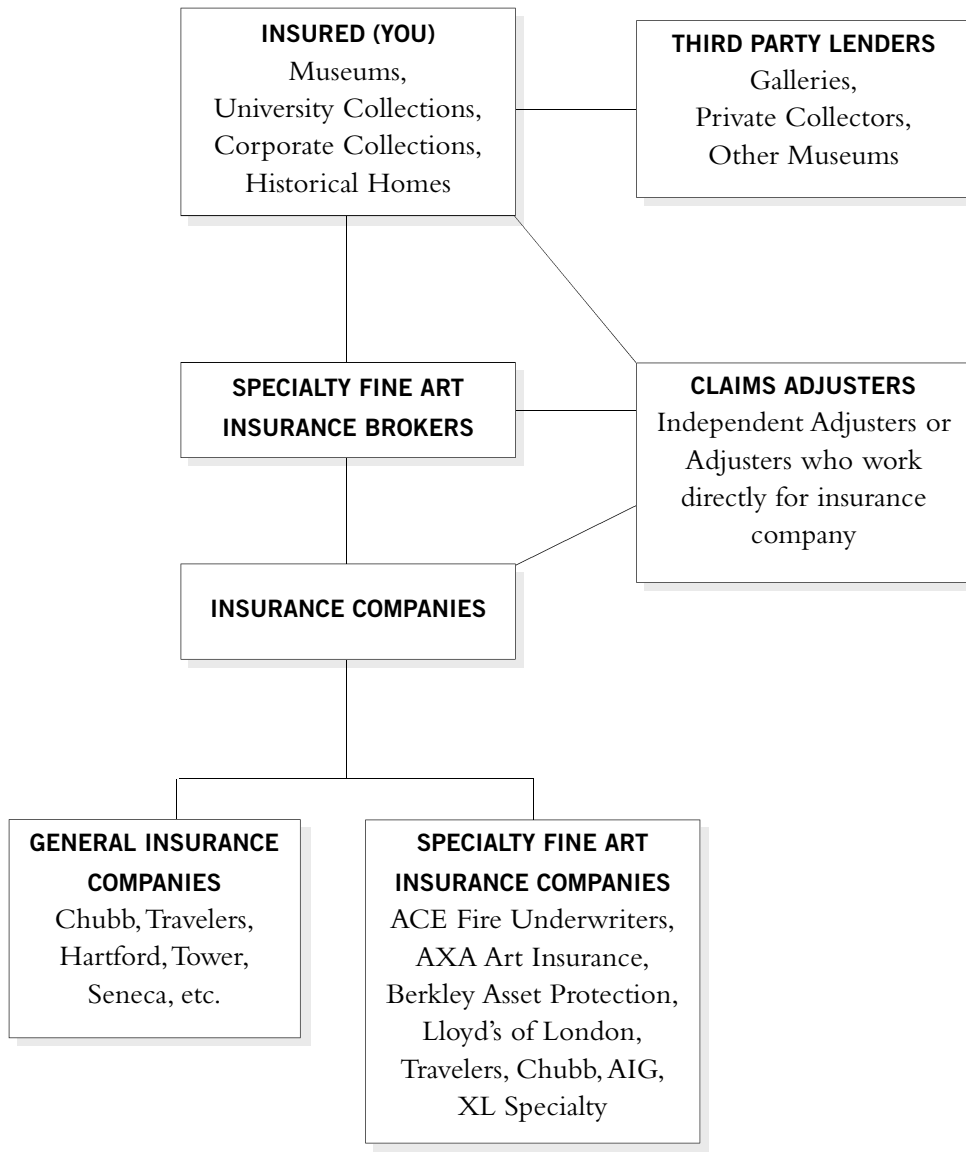 INSURED (YOU)
Museums,
University Collections,
Corporate Collections,
Historical Homes
THIRD PARTY LENDERS
Galleries,
Private Collectors,
Other Museums
SPECIALTY FINE ART
INSURANCE BROKERS
CLAIMS ADJUSTERS
Independent Adjusters or
Adjusters who work
directly for insurance
company
INSURANCE COMPANIES
GENERAL INSURANCE
COMPANIES
Chubb, Travelers,
Hartford, Tower,
Seneca, etc.
SPECIALTY FINE ART
INSURANCE COMPANIES
ACE Fire Underwriters,
AXA Art Insurance,
Berkley Asset Protection,
Lloyd's of London,
Travelers, Chubb, AIG,
XL Specialty